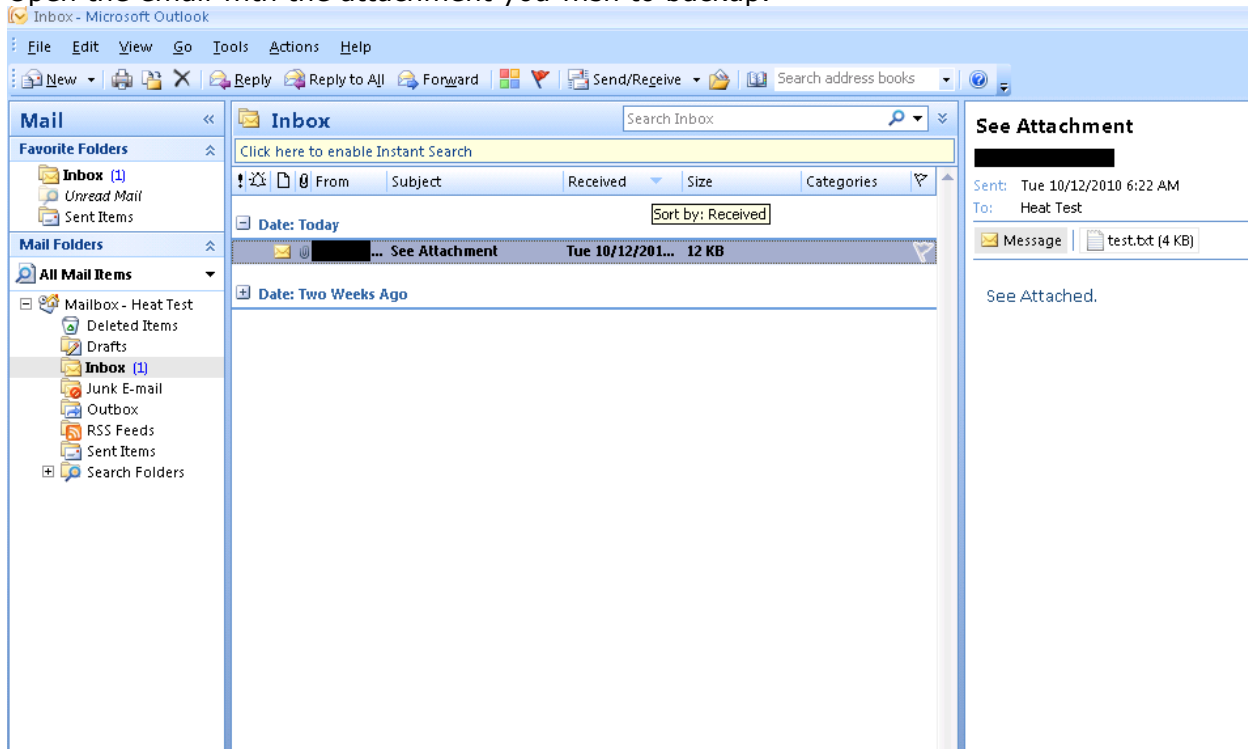 Open the email with the attachment you wish to backup.
Inbox - Microsoft Outlook
File Edit View Go Tools Actions Help
New Reply Reply to All Forward Send/Receive Search address books
Mail «
Favorite Folders
Inbox (1)
Unread Mail
Sent Items
Mail Folders
All Mail Items
Mailbox - Heat Test
Deleted Items
Drafts
Inbox (1)
Junk E-mail
Outbox
RSS Feeds
Sent Items
Search Folders
Inbox Search Inbox
Click here to enable Instant Search
From Subject Received Size Categories
Sort by: Received
Date: Today
... See Attachment Tue 10/12/201... 12 KB
Date: Two Weeks Ago
See Attachment
Sent: Tue 10/12/2010 6:22 AM
To: Heat Test
Message test.txt (4 KB)
See Attached.